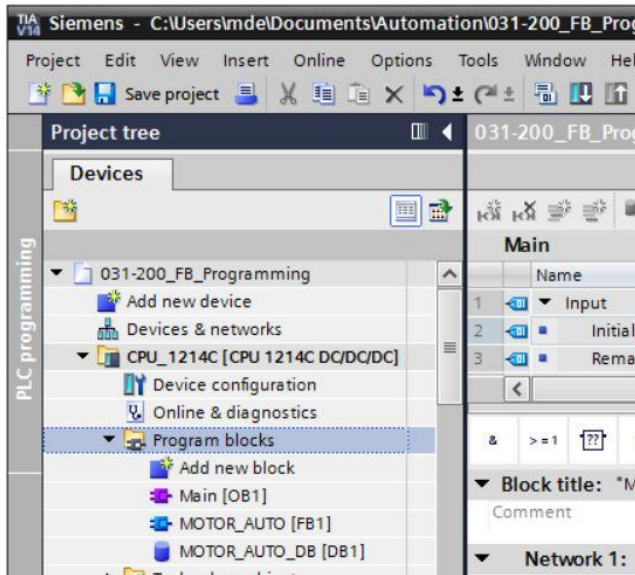 TIA V14 Siemens - C:\Users\mde\Documents\Automation\031-200_FB_Prog
Project Edit View Insert Online Options Tools Window Hel
Save project
Project tree
031-200_FB_Prog
Devices
PLC programming
Main
Name
1 Input
2 Initial
3 Rema
031-200_FB_Programming
Add new device
Devices & networks
CPU_1214C [CPU 1214C DC/DC/DC]
Device configuration
Online & diagnostics
Program blocks
Add new block
Main [OB1]
MOTOR_AUTO [FB1]
MOTOR_AUTO_DB [DB1]
& >=1 ??
Block title: "M
Comment
Network 1: